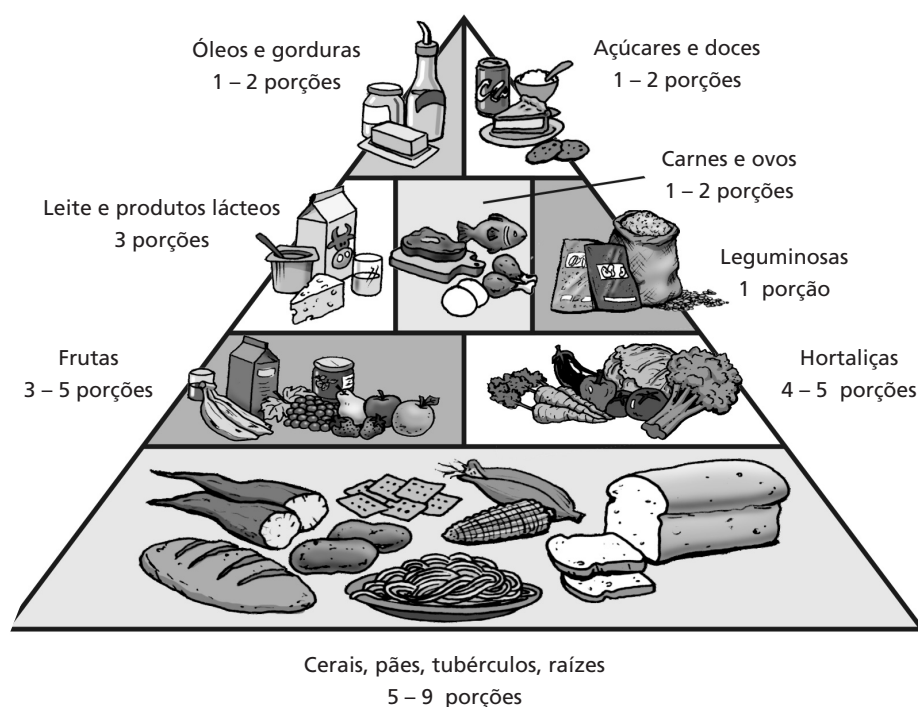 Óleos e gorduras
1 – 2 porções
Açúcares e doces
1 – 2 porções
Carnes e ovos
1 – 2 porções
Leite e produtos lácteos
3 porções
Leguminosas
1 porção
Frutas
3 – 5 porções
Hortaliças
4 – 5 porções
Cerais, pães, tubérculos, raízes
5 – 9 porções